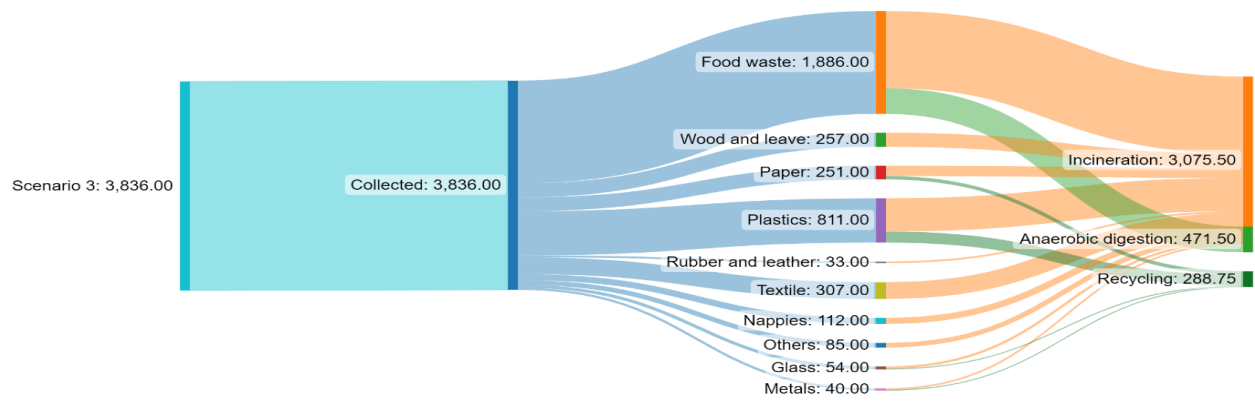 Scenario 3: 3,836.00
Collected: 3,836.00
Food waste: 1,886.00
Wood and leave: 257.00
Paper: 251.00
Plastics: 811.00
Rubber and leather: 33.00
Textile: 307.00
Nappies: 112.00
Others: 85.00
Glass: 54.00
Metals: 40.00
Incineration: 3,075.50
Anaerobic digestion: 471.50
Recycling: 288.75